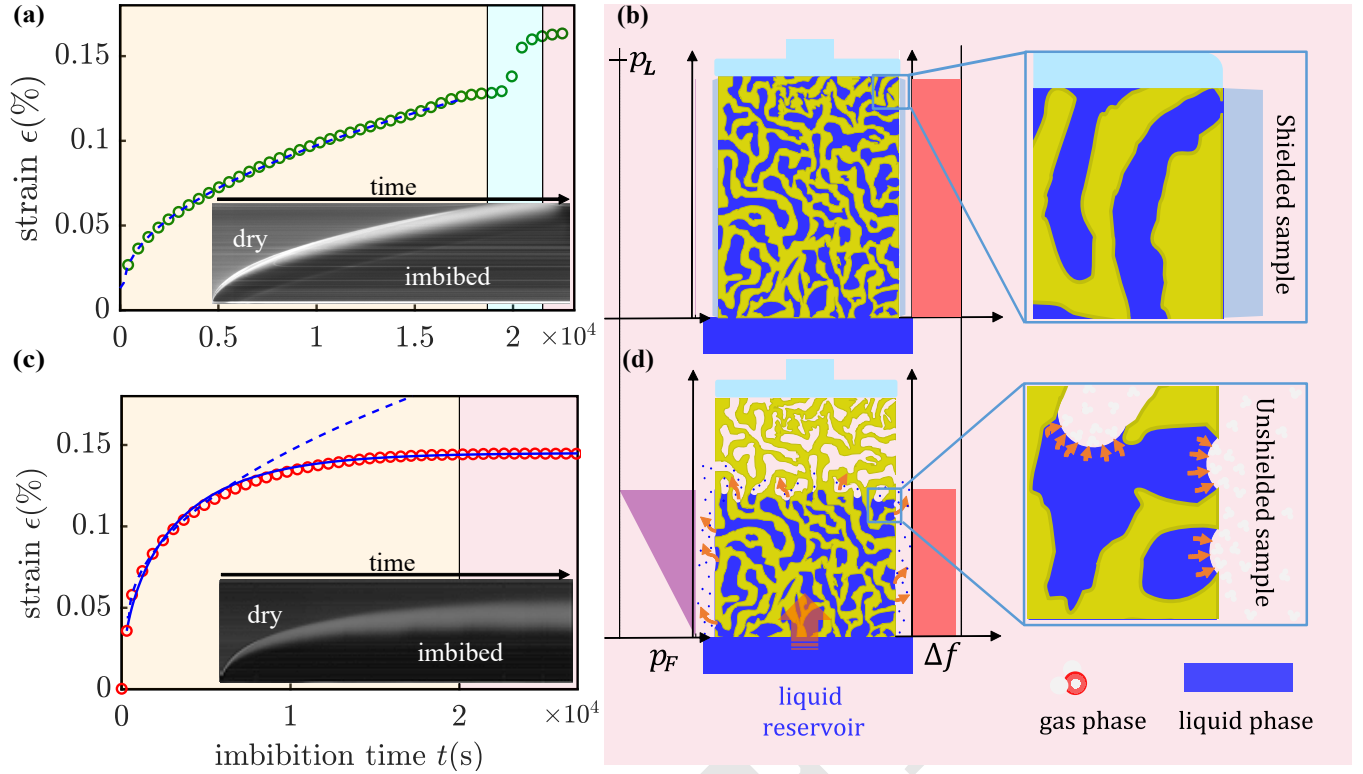 (a)
strain ϵ(%)
0.15
0.1
0.05
0
time
dry
imbibed
0 0.5 1 1.5 2 ×10⁴
(b)
p_L
Shielded sample
(c)
strain ϵ(%)
0.15
0.1
0.05
0
time
dry
imbibed
0 1 2 ×10⁴
imbibition time t(s)
(d)
p_F
Δf
Unshielded sample
liquid
reservoir
gas phase
liquid phase